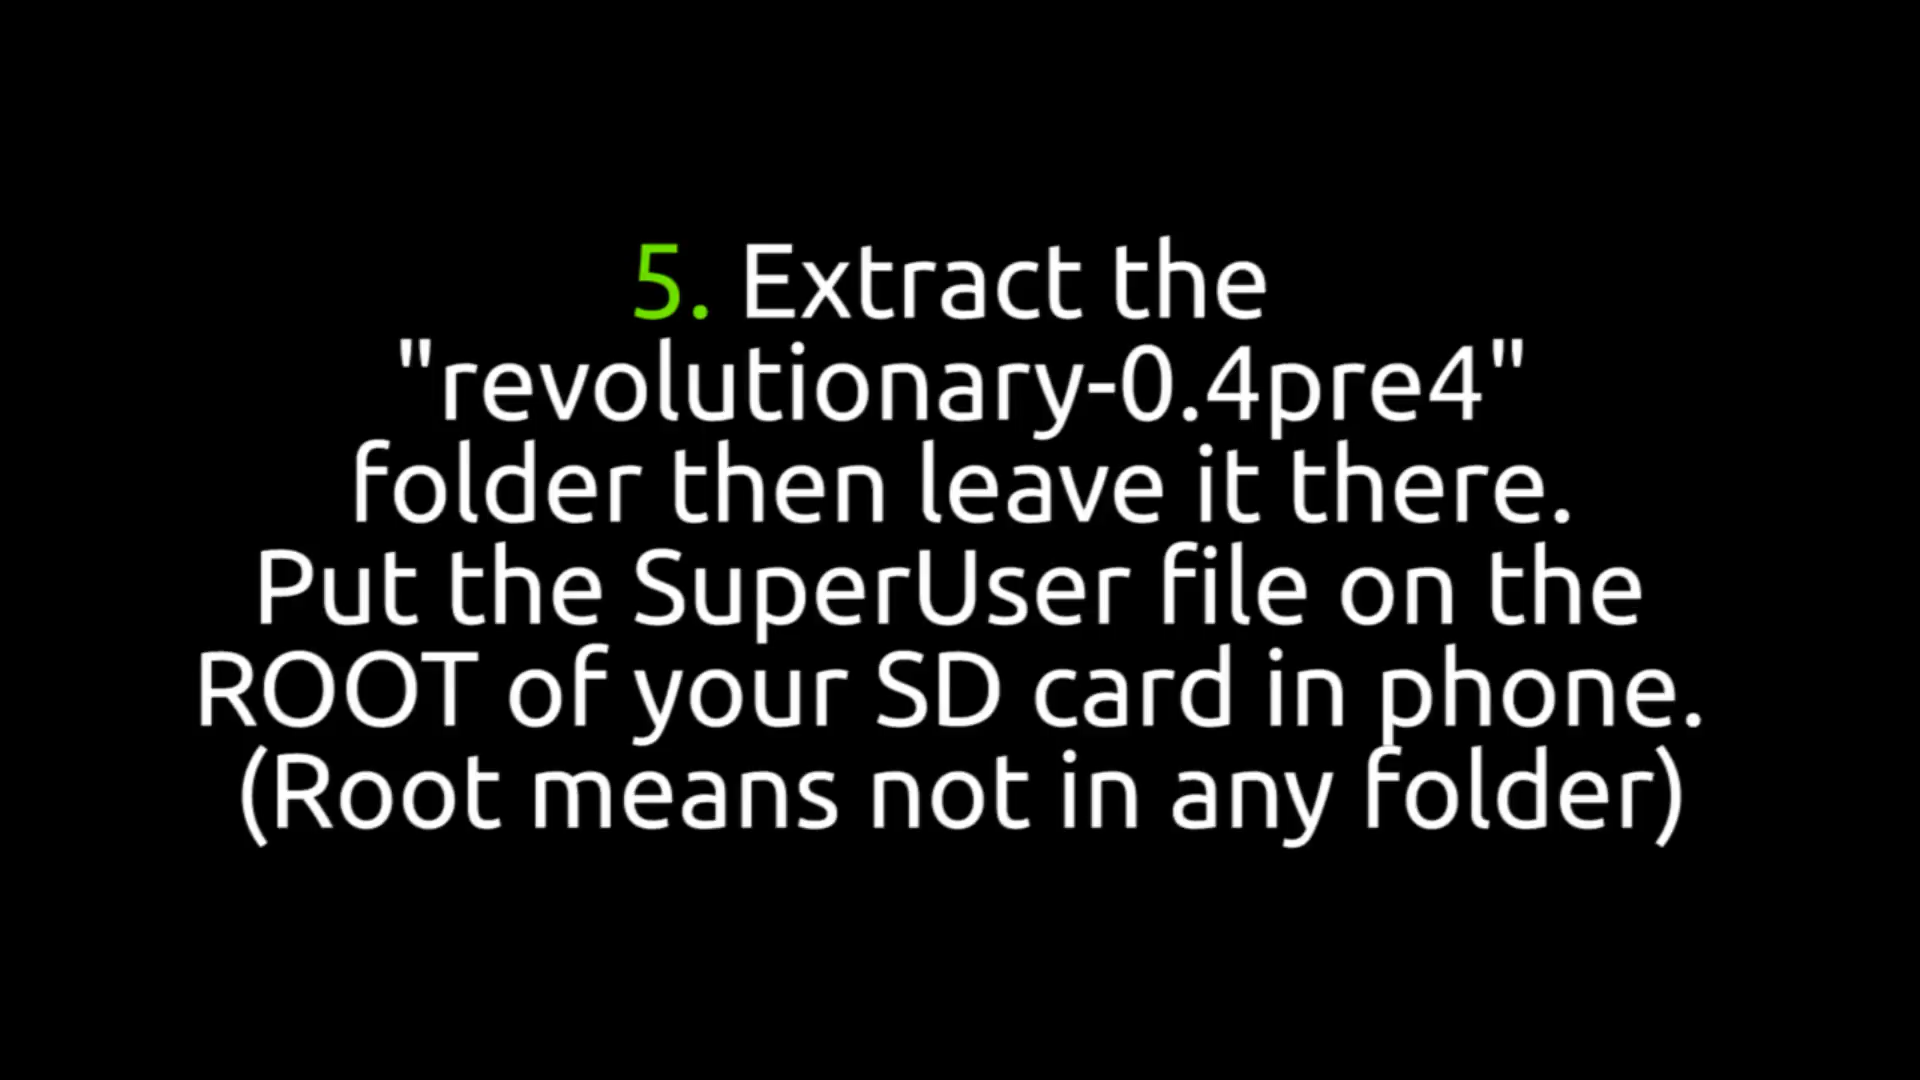 5. Extract the
"revolutionary-0.4pre4"
folder then leave it there.
Put the SuperUser file on the
ROOT of your SD card in phone.
(Root means not in any folder)